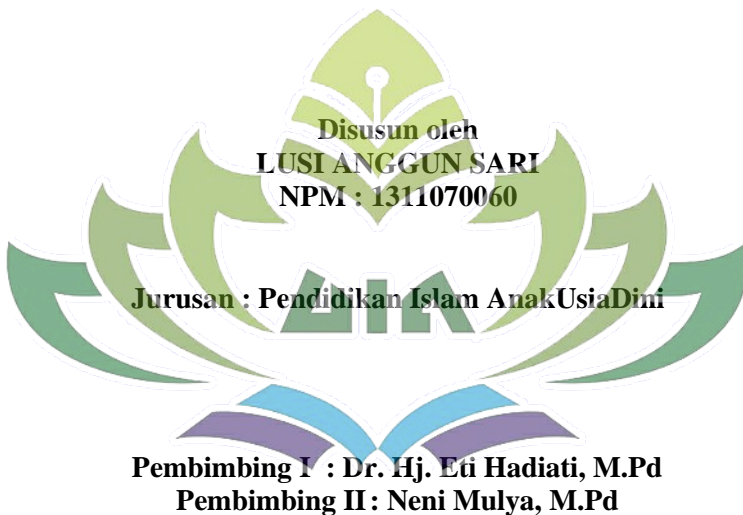 Disusun oleh
LUSI ANGGUN SARI
NPM : 1311070060
Jurusan : Pendidikan Islam AnakUsiaDini
UIN
Pembimbing I : Dr. Hj. Eti Hadiati, M.Pd
Pembimbing II : Neni Mulya, M.Pd